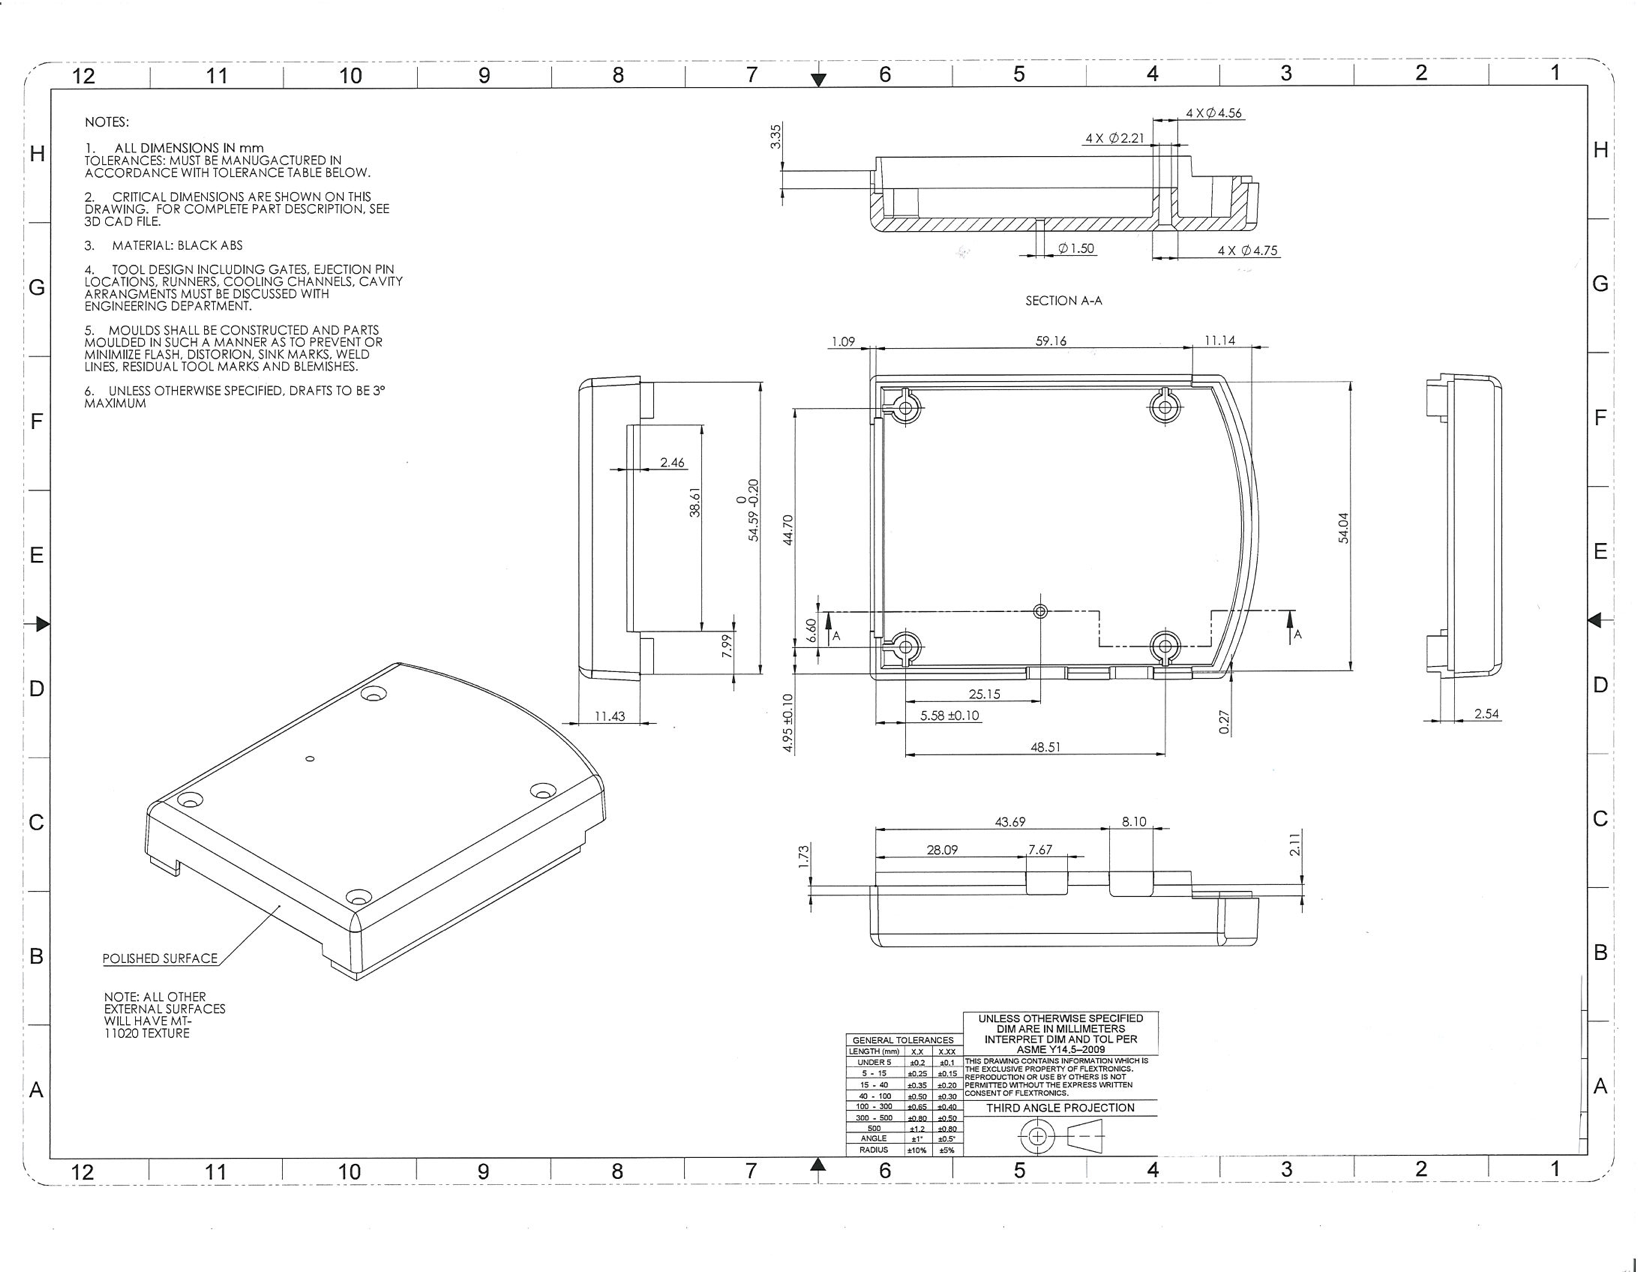 12 11 10 9 8 7 6 5 4 3 2 1
H
G
F
E
D
C
B
A
NOTES:
1. ALL DIMENSIONS IN mm
TOLERANCES: MUST BE MANUGACTURED IN
ACCORDANCE WITH TOLERANCE TABLE BELOW.
2. CRITICAL DIMENSIONS ARE SHOWN ON THIS
DRAWING. FOR COMPLETE PART DESCRIPTION, SEE
3D CAD FILE.
3. MATERIAL: BLACK ABS
4. TOOL DESIGN INCLUDING GATES, EJECTION PIN
LOCATIONS, RUNNERS, COOLING CHANNELS, CAVITY
ARRANGMENTS MUST BE DISCUSSED WITH
ENGINEERING DEPARTMENT.
5. MOULDS SHALL BE CONSTRUCTED AND PARTS
MOULDED IN SUCH A MANNER AS TO PREVENT OR
MINIMIIZE FLASH, DISTORION, SINK MARKS, WELD
LINES, RESIDUAL TOOL MARKS AND BLEMISHES.
6. UNLESS OTHERWISE SPECIFIED, DRAFTS TO BE 3°
MAXIMUM
3.35
4 X ∅4.56
4 X ∅2.21
∅1.50
4 X ∅4.75
SECTION A-A
1.09
59.16
11.14
2.46
38.61
0
54.59 -0.20
7.99
11.43
44.70
6.60
4.95 ±0.10
A
A
25.15
5.58 ±0.10
48.51
0.27
54.04
2.54
43.69
8.10
28.09
7.67
1.73
2.11
POLISHED SURFACE
NOTE: ALL OTHER
EXTERNAL SURFACES
WILL HAVE MT-
11020 TEXTURE
GENERAL TOLERANCES
LENGTH (mm) X.X X.XX
UNDER 5 ±0.2 ±0.1
5 - 15 ±0.25 ±0.15
15 - 40 ±0.35 ±0.20
40 - 100 ±0.50 ±0.30
100 - 300 ±0.65 ±0.40
300 - 500 ±0.80 ±0.50
500 ±1.2 ±0.80
ANGLE ±1° ±0.5°
RADIUS ±10% ±5%
UNLESS OTHERWISE SPECIFIED
DIM ARE IN MILLIMETERS
INTERPRET DIM AND TOL PER
ASME Y14.5–2009
THIS DRAWING CONTAINS INFORMATION WHICH IS
THE EXCLUSIVE PROPERTY OF FLEXTRONICS.
REPRODUCTION OR USE BY OTHERS IS NOT
PERMITTED WITHOUT THE EXPRESS WRITTEN
CONSENT OF FLEXTRONICS.
THIRD ANGLE PROJECTION
H
G
F
E
D
C
B
A
12 11 10 9 8 7 6 5 4 3 2 1